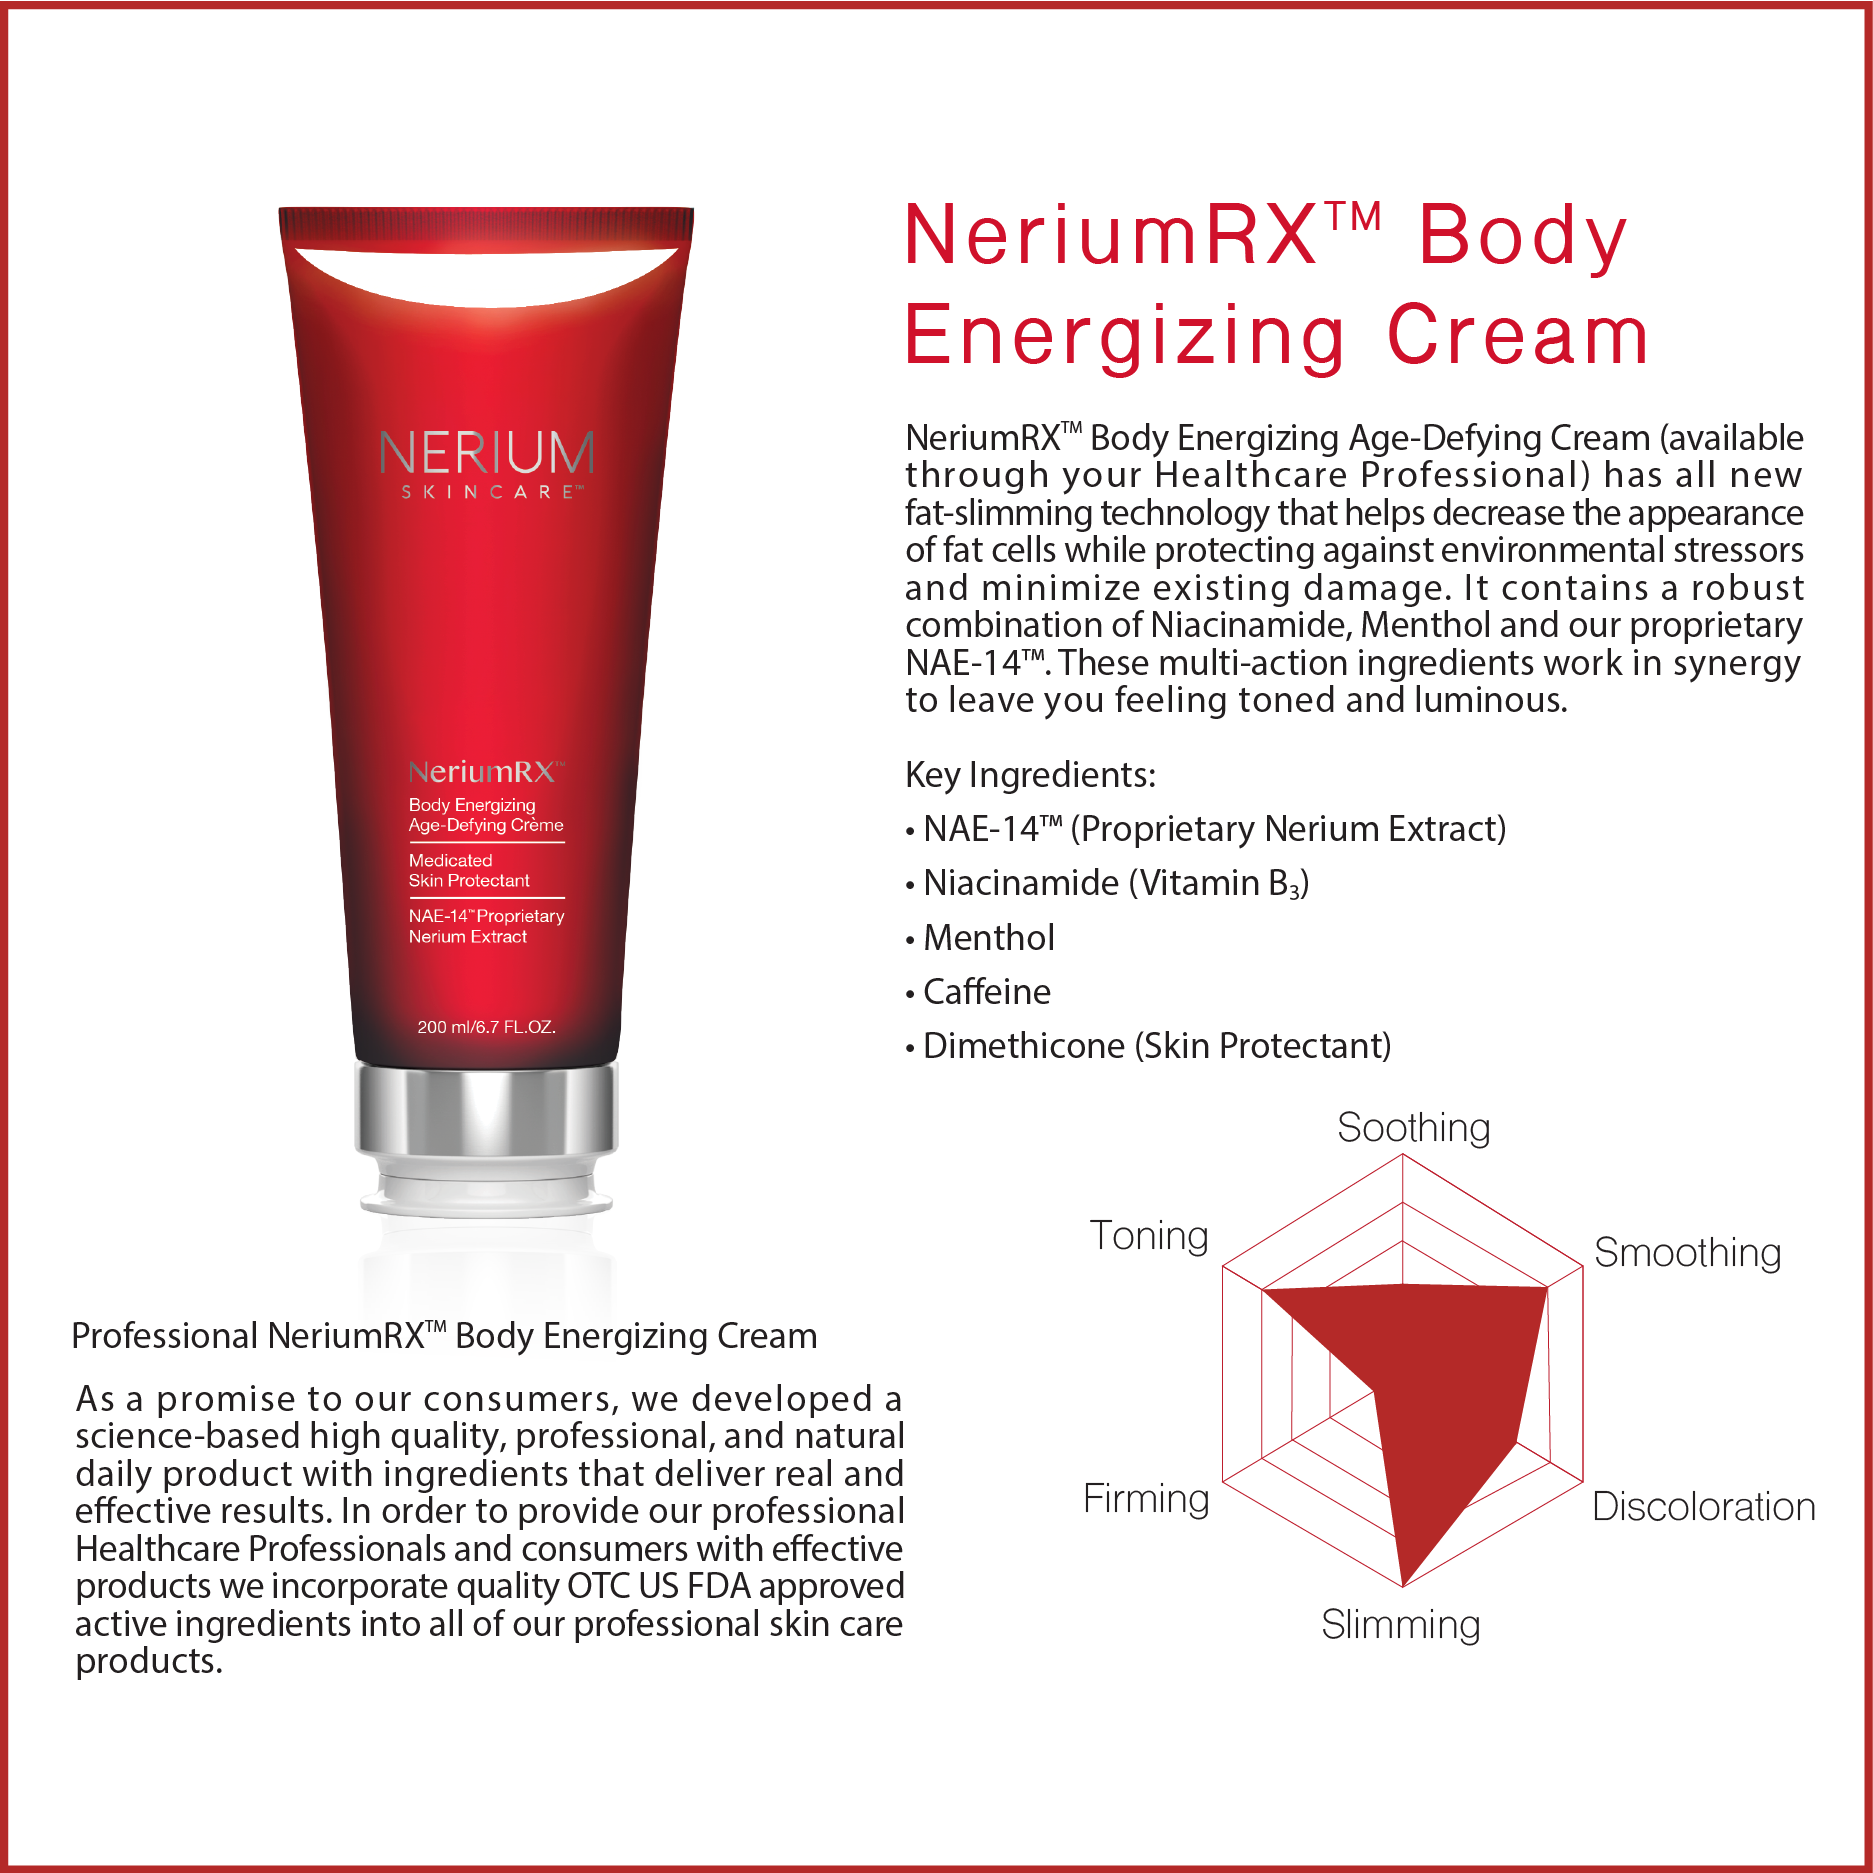 NERIUM
SKINCARE™
NeriumRX™
Body Energizing
Age-Defying Crème
Medicated
Skin Protectant
NAE-14™ Proprietary
Nerium Extract
200 ml/6.7 FL.OZ.
Professional NeriumRX™ Body Energizing Cream
As a promise to our consumers, we developed a
science-based high quality, professional, and natural
daily product with ingredients that deliver real and
effective results. In order to provide our professional
Healthcare Professionals and consumers with effective
products we incorporate quality OTC US FDA approved
active ingredients into all of our professional skin care
products.
NeriumRX™ Body
Energizing Cream
NeriumRX™ Body Energizing Age-Defying Cream (available
through your Healthcare Professional) has all new
fat-slimming technology that helps decrease the appearance
of fat cells while protecting against environmental stressors
and minimize existing damage. It contains a robust
combination of Niacinamide, Menthol and our proprietary
NAE-14™. These multi-action ingredients work in synergy
to leave you feeling toned and luminous.
Key Ingredients:
• NAE-14™ (Proprietary Nerium Extract)
• Niacinamide (Vitamin B₃)
• Menthol
• Caffeine
• Dimethicone (Skin Protectant)
Soothing
Toning
Smoothing
Firming
Discoloration
Slimming